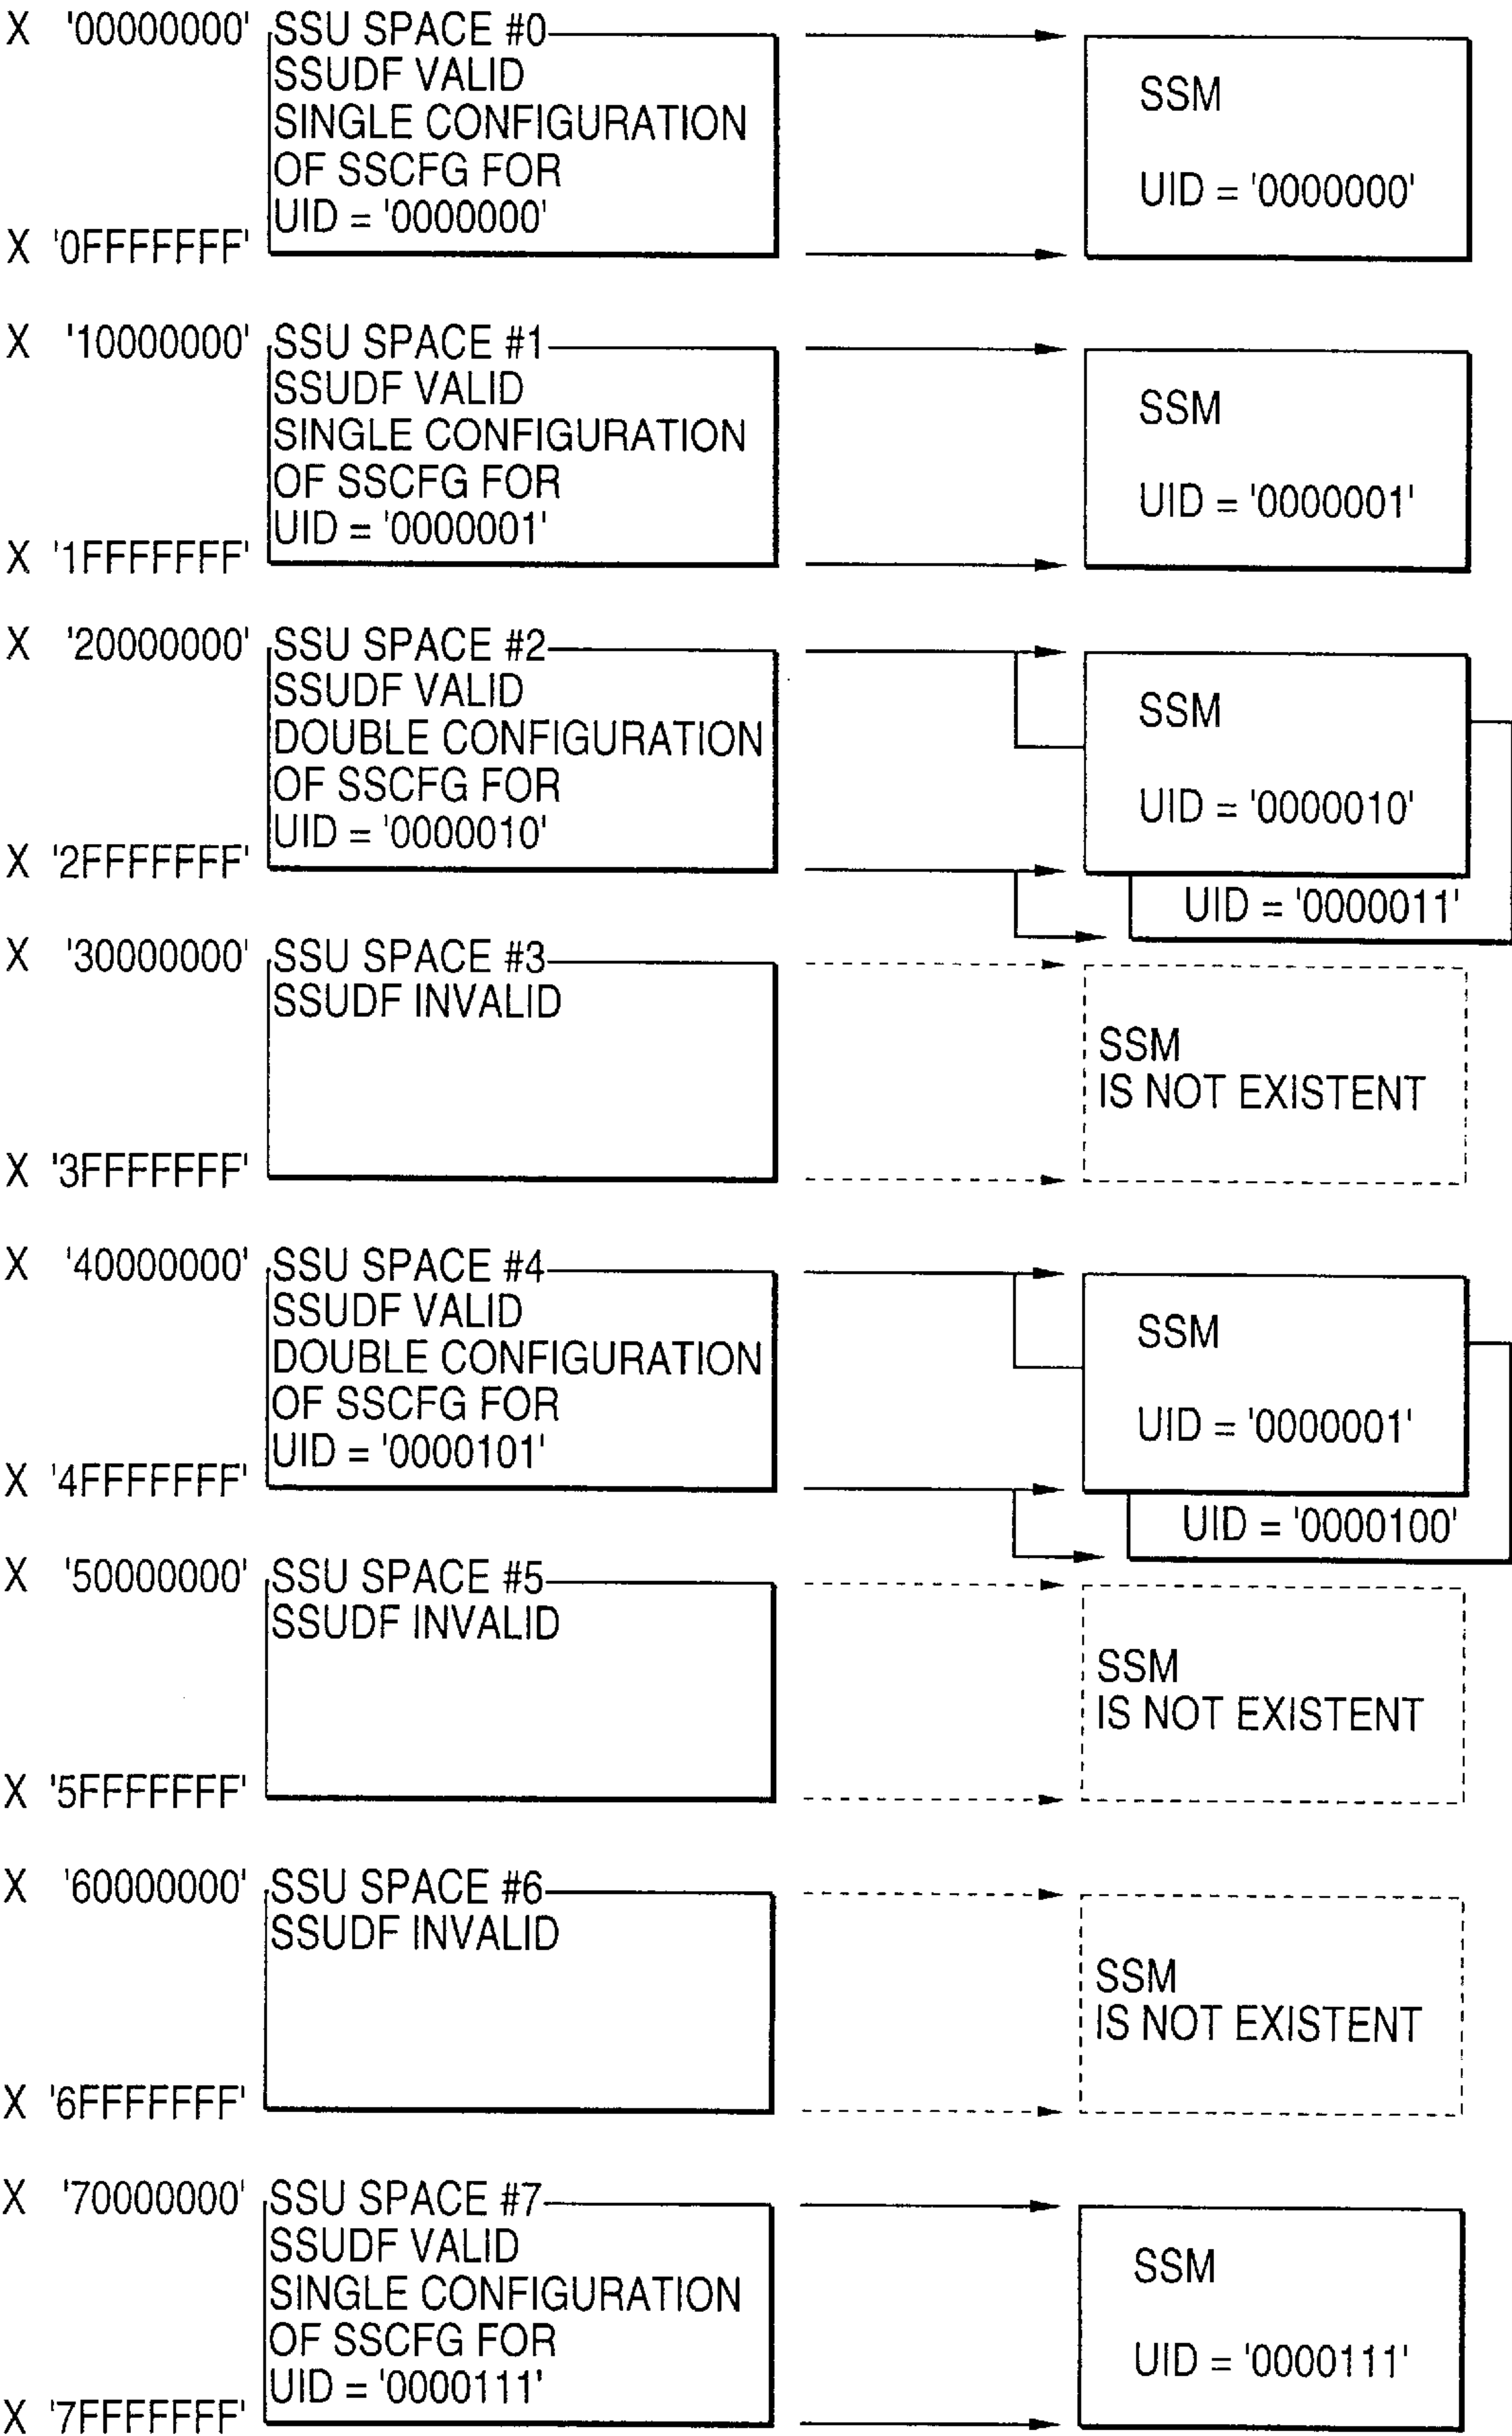 X '00000000' SSU SPACE #0
SSUDF VALID
SINGLE CONFIGURATION
OF SSCFG FOR
UID = '0000000'
X '0FFFFFFF'
SSM
UID = '0000000'
X '10000000' SSU SPACE #1
SSUDF VALID
SINGLE CONFIGURATION
OF SSCFG FOR
UID = '0000001'
X '1FFFFFFF'
SSM
UID = '0000001'
X '20000000' SSU SPACE #2
SSUDF VALID
DOUBLE CONFIGURATION
OF SSCFG FOR
UID = '0000010'
X '2FFFFFFF'
SSM
UID = '0000010'
UID = '0000011'
X '30000000' SSU SPACE #3
SSUDF INVALID
X '3FFFFFFF'
SSM
IS NOT EXISTENT
X '40000000' SSU SPACE #4
SSUDF VALID
DOUBLE CONFIGURATION
OF SSCFG FOR
UID = '0000101'
X '4FFFFFFF'
SSM
UID = '0000001'
UID = '0000100'
X '50000000' SSU SPACE #5
SSUDF INVALID
X '5FFFFFFF'
SSM
IS NOT EXISTENT
X '60000000' SSU SPACE #6
SSUDF INVALID
X '6FFFFFFF'
SSM
IS NOT EXISTENT
X '70000000' SSU SPACE #7
SSUDF VALID
SINGLE CONFIGURATION
OF SSCFG FOR
UID = '0000111'
X '7FFFFFFF'
SSM
UID = '0000111'